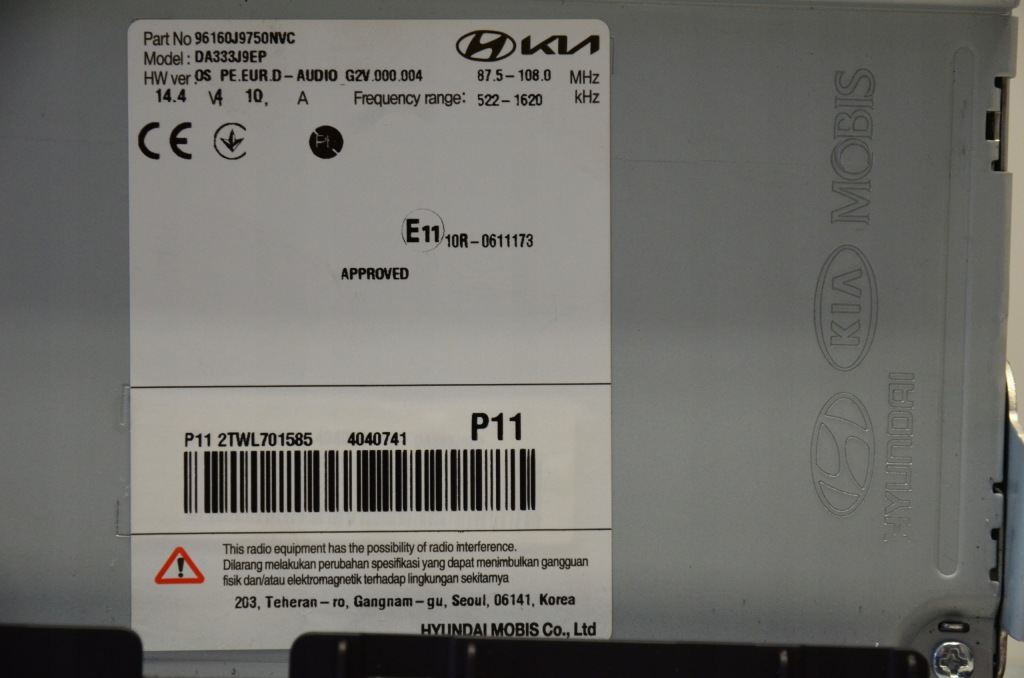 Part No 96160J9750NVC
Model : DA333J9EP
HW ver OS PE.EUR.D-AUDIO G2V.000.004
14.4 V 10, A
KIA
87.5-108.0 MHz
Frequency range: 522-1620 kHz
CE
E11 10R-0611173
APPROVED
P11
P11 2TWL701585 4040741
This radio equipment has the possibility of radio interference.
Dilarang melakukan perubahan spesifikasi yang dapat menimbulkan gangguan
fisik dan/atau elektromagnetik terhadap lingkungan sekitarnya
203, Teheran-ro, Gangnam-gu, Seoul, 06141, Korea
HYUNDAI MOBIS Co., Ltd
MOBIS
KIA
HYUNDAI